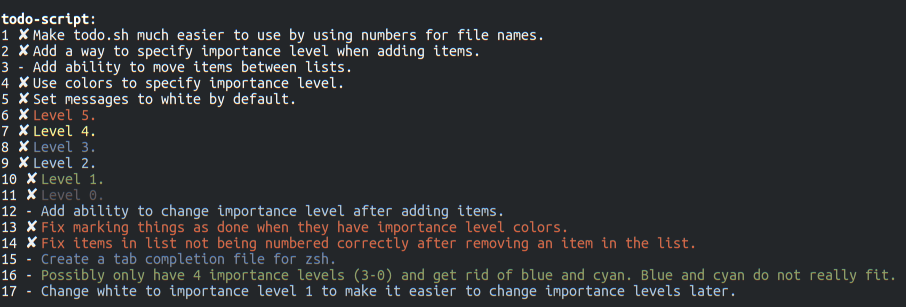 todo-script:
1 ✘ Make todo.sh much easier to use by using numbers for file names.
2 ✘ Add a way to specify importance level when adding items.
3 - Add ability to move items between lists.
4 ✘ Use colors to specify importance level.
5 ✘ Set messages to white by default.
6 ✘ Level 5.
7 ✘ Level 4.
8 ✘ Level 3.
9 ✘ Level 2.
10 ✘ Level 1.
11 ✘ Level 0.
12 - Add ability to change importance level after adding items.
13 ✘ Fix marking things as done when they have importance level colors.
14 ✘ Fix items in list not being numbered correctly after removing an item in the list.
15 - Create a tab completion file for zsh.
16 - Possibly only have 4 importance levels (3-0) and get rid of blue and cyan. Blue and cyan do not really fit.
17 - Change white to importance level 1 to make it easier to change importance levels later.